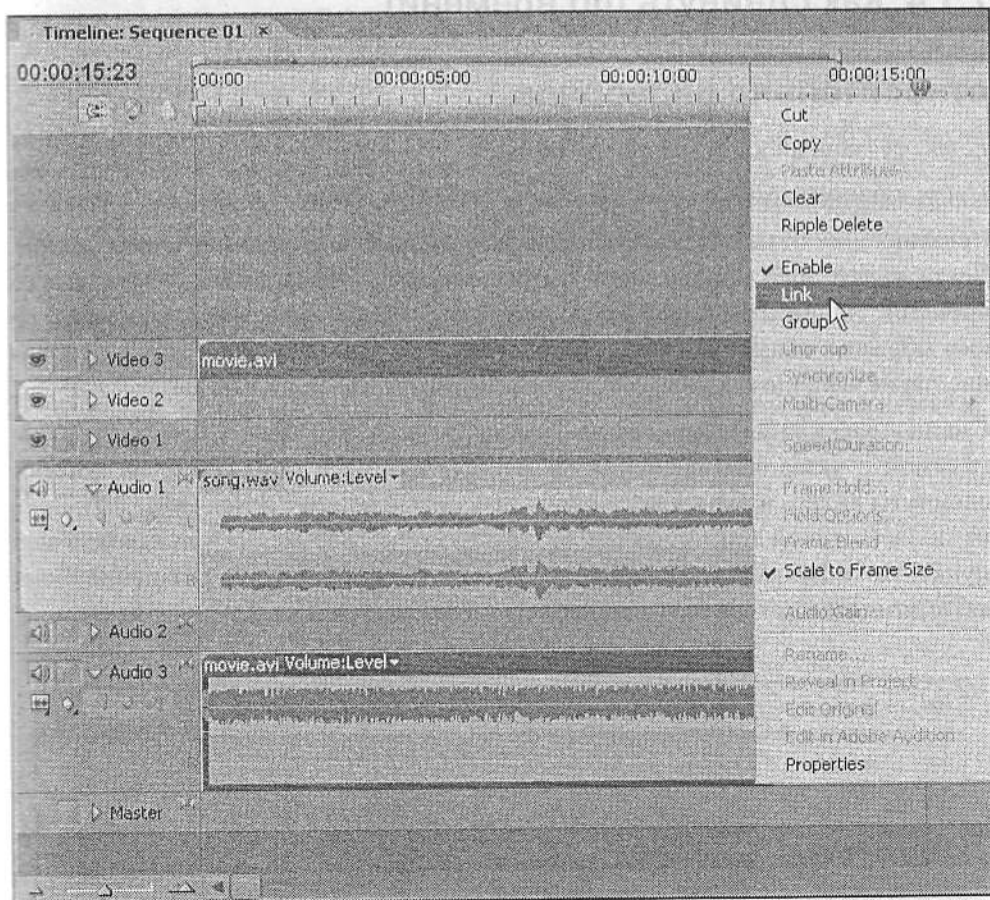 Timeline: Sequence 01 ×
00:00:15:23
:00:00
00:00:05:00
00:00:10:00
00:00:15:00
Cut
Copy
Paste Attributes
Clear
Ripple Delete
Enable
Link
Group
Ungroup
Synchronize
Multi-Camera
Speed/Duration...
Frame Hold...
Field Options...
Frame Blend
Scale to Frame Size
Audio Gain...
Rename...
Reveal in Project
Edit Original
Edit in Adobe Audition
Properties
Video 3
movie.avi
Video 2
Video 1
Audio 1
song.wav Volume:Level
Audio 2
Audio 3
movie.avi Volume:Level
Master